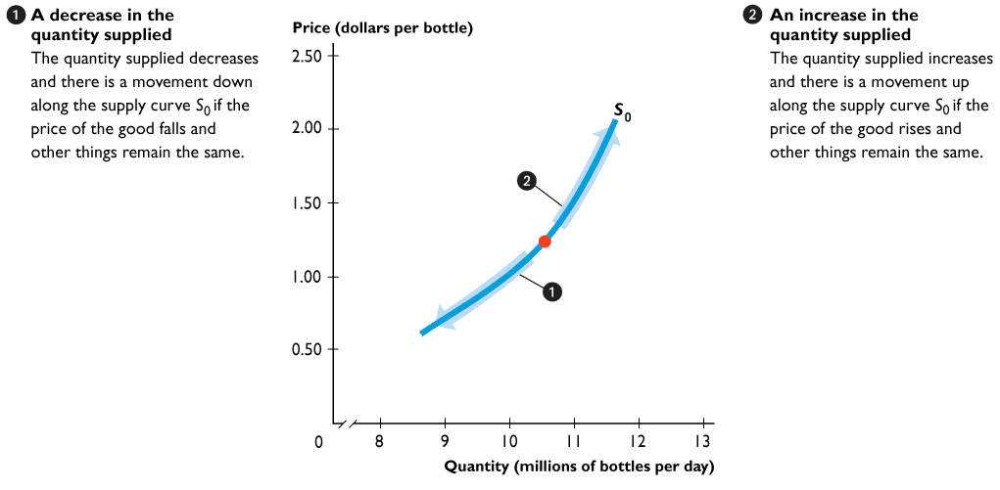 1 A decrease in the
quantity supplied
The quantity supplied decreases
and there is a movement down
along the supply curve S0 if the
price of the good falls and
other things remain the same.
Price (dollars per bottle)
2.50
2.00
1.50
1.00
0.50
0
S0
2
1
8 9 10 11 12 13
Quantity (millions of bottles per day)
2 An increase in the
quantity supplied
The quantity supplied increases
and there is a movement up
along the supply curve S0 if the
price of the good rises and
other things remain the same.